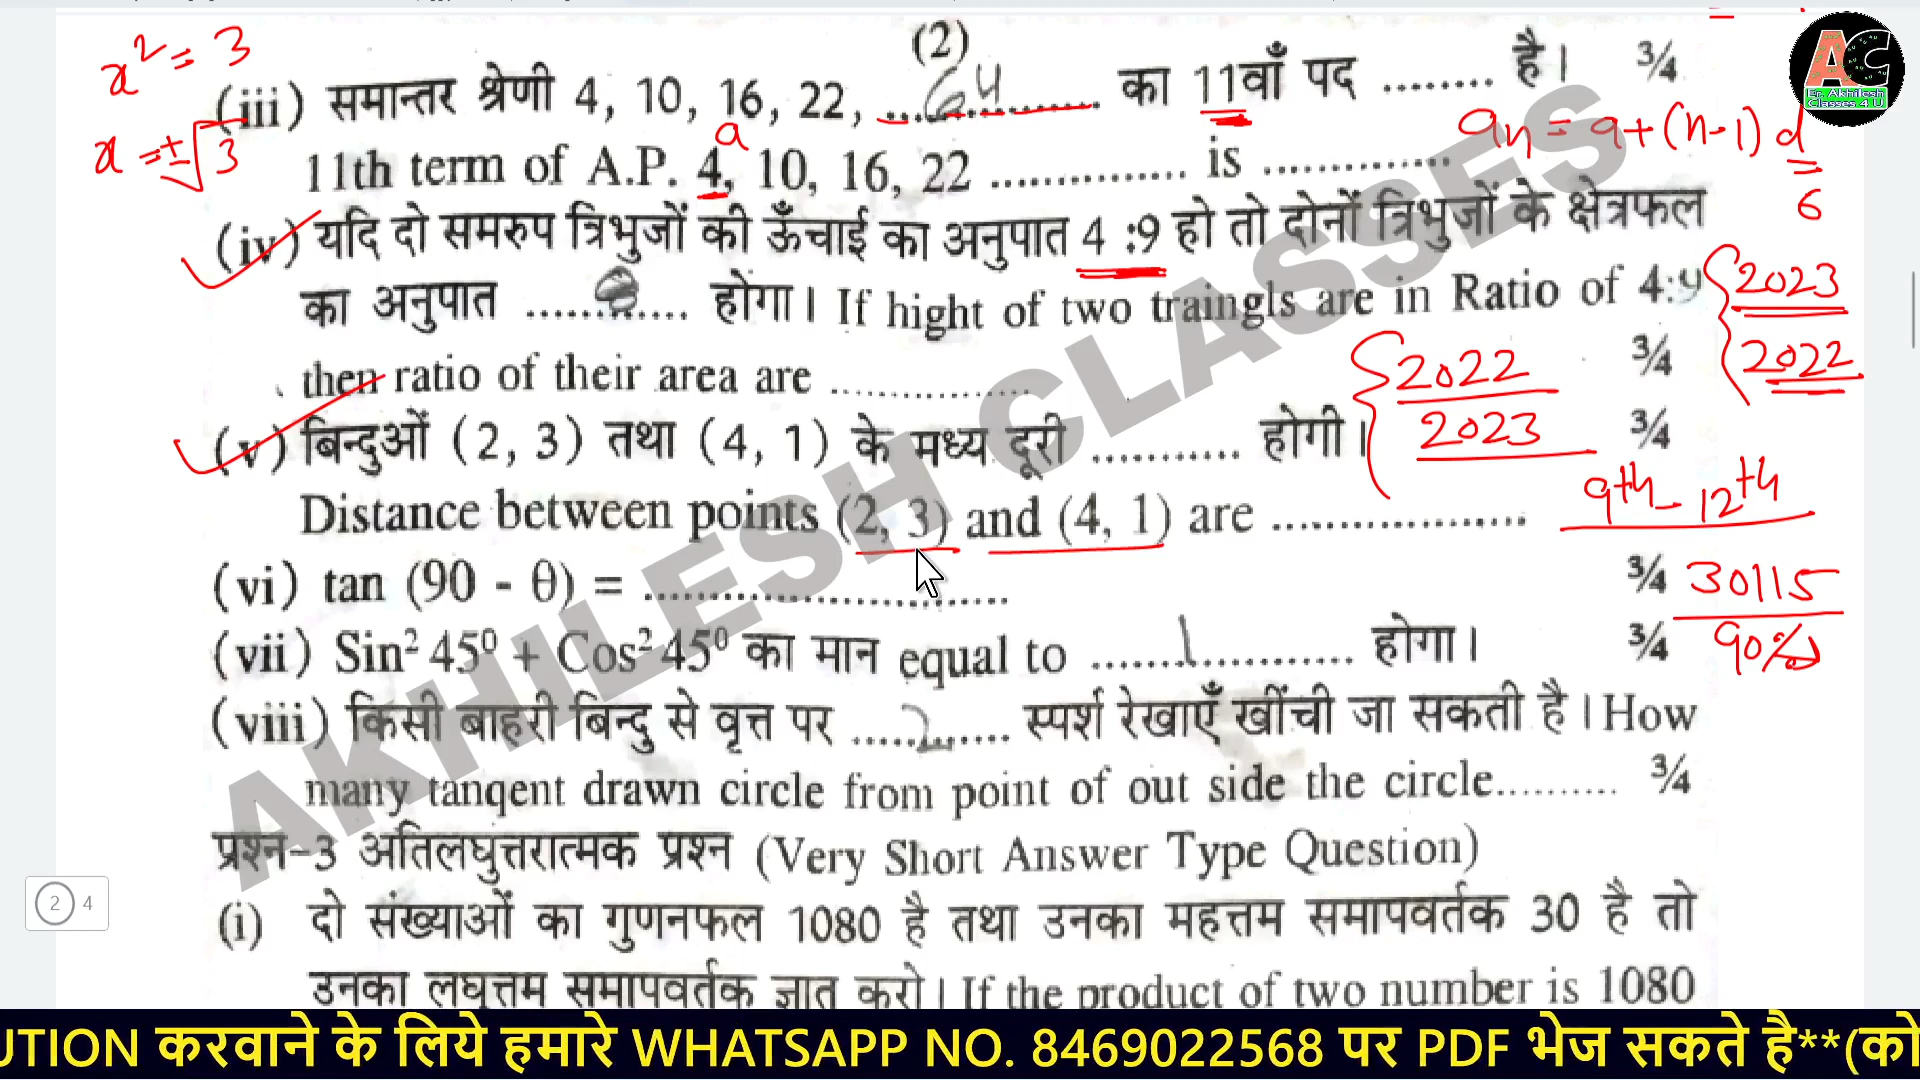 (2)
x² = 3
(iii) समान्तर श्रेणी 4, 10, 16, 22, ..................... का 11वाँ पद ........ है। ¾
64
x = ±√3
a
an = a + (n-1) d
11th term of A.P. 4, 10, 16, 22 ............... is ..............
6
(iv) यदि दो समरुप त्रिभुजों की ऊँचाई का अनुपात 4 :9 हो तो दोनों त्रिभुजों के क्षेत्रफल
का अनुपात ............ होगा। If hight of two traingls are in Ratio of 4:9
2023
2022
then ratio of their area are ................ ¾
2022
2023
(v) बिन्दुओं (2, 3) तथा (4, 1) के मध्य दूरी ........... होगी। ¾
9th - 12th
Distance between points (2, 3) and (4, 1) are ...................
(vi) tan (90 - θ) = ........................... ¾
30115
90%
(vii) Sin² 45⁰ + Cos² 45⁰ का मान equal to .......1............ होगा। ¾
(viii) किसी बाहरी बिन्दु से वृत्त पर .....2...... स्पर्श रेखाएँ खींची जा सकती है। How
many tanqent drawn circle from point of out side the circle.......... ¾
प्रश्न-3 अतिलघुत्तरात्मक प्रश्न (Very Short Answer Type Question)
(i) दो संख्याओं का गुणनफल 1080 है तथा उनका महत्तम समापवर्तक 30 है तो
उनका लघुत्तम समापवर्तक ज्ञात करो। If the product of two number is 1080
AKHILESH CLASSES
AC
Er. Akhilesh
Classes 4 U
2 4
UTION करवाने के लिये हमारे WHATSAPP NO. 8469022568 पर PDF भेज सकते है**(को